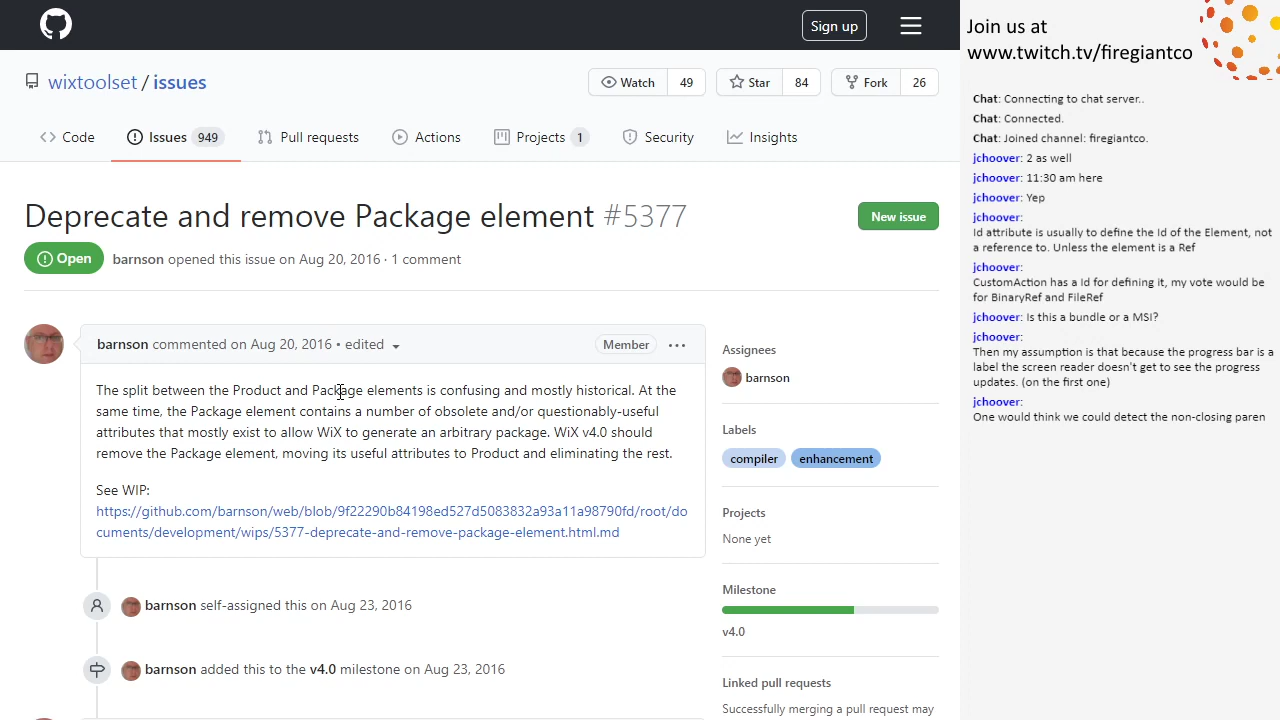 Sign up
wixtoolset / issues
Watch 49
Star 84
Fork 26
Code
Issues 949
Pull requests
Actions
Projects 1
Security
Insights
Deprecate and remove Package element #5377
New issue
Open
barnson opened this issue on Aug 20, 2016 · 1 comment
barnson commented on Aug 20, 2016 • edited
Member
The split between the Product and Package elements is confusing and mostly historical. At the
same time, the Package element contains a number of obsolete and/or questionably-useful
attributes that mostly exist to allow WiX to generate an arbitrary package. WiX v4.0 should
remove the Package element, moving its useful attributes to Product and eliminating the rest.
See WIP:
https://github.com/barnson/web/blob/9f22290b84198ed527d5083832a93a11a98790fd/root/do
cuments/development/wips/5377-deprecate-and-remove-package-element.html.md
barnson self-assigned this on Aug 23, 2016
barnson added this to the v4.0 milestone on Aug 23, 2016
Assignees
barnson
Labels
compiler enhancement
Projects
None yet
Milestone
v4.0
Linked pull requests
Successfully merging a pull request may
Join us at
www.twitch.tv/firegiantco
Chat: Connecting to chat server..
Chat: Connected.
Chat: Joined channel: firegiantco.
jchoover: 2 as well
jchoover: 11:30 am here
jchoover: Yep
jchoover:
Id attribute is usually to define the Id of the Element, not
a reference to. Unless the element is a Ref
jchoover:
CustomAction has a Id for defining it, my vote would be
for BinaryRef and FileRef
jchoover: Is this a bundle or a MSI?
jchoover:
Then my assumption is that because the progress bar is a
label the screen reader doesn't get to see the progress
updates. (on the first one)
jchoover:
One would think we could detect the non-closing paren